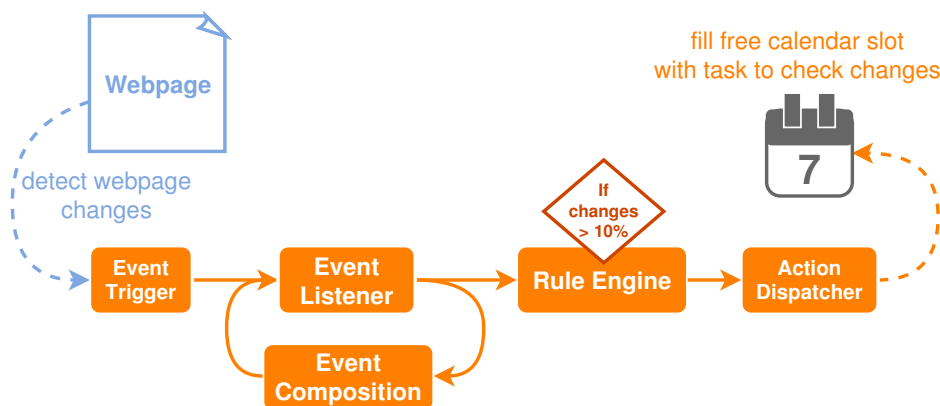 Webpage
fill free calendar slot
with task to check changes
7
detect webpage
changes
If
changes
> 10%
Event
Trigger
Event
Listener
Rule Engine
Action
Dispatcher
Event
Composition